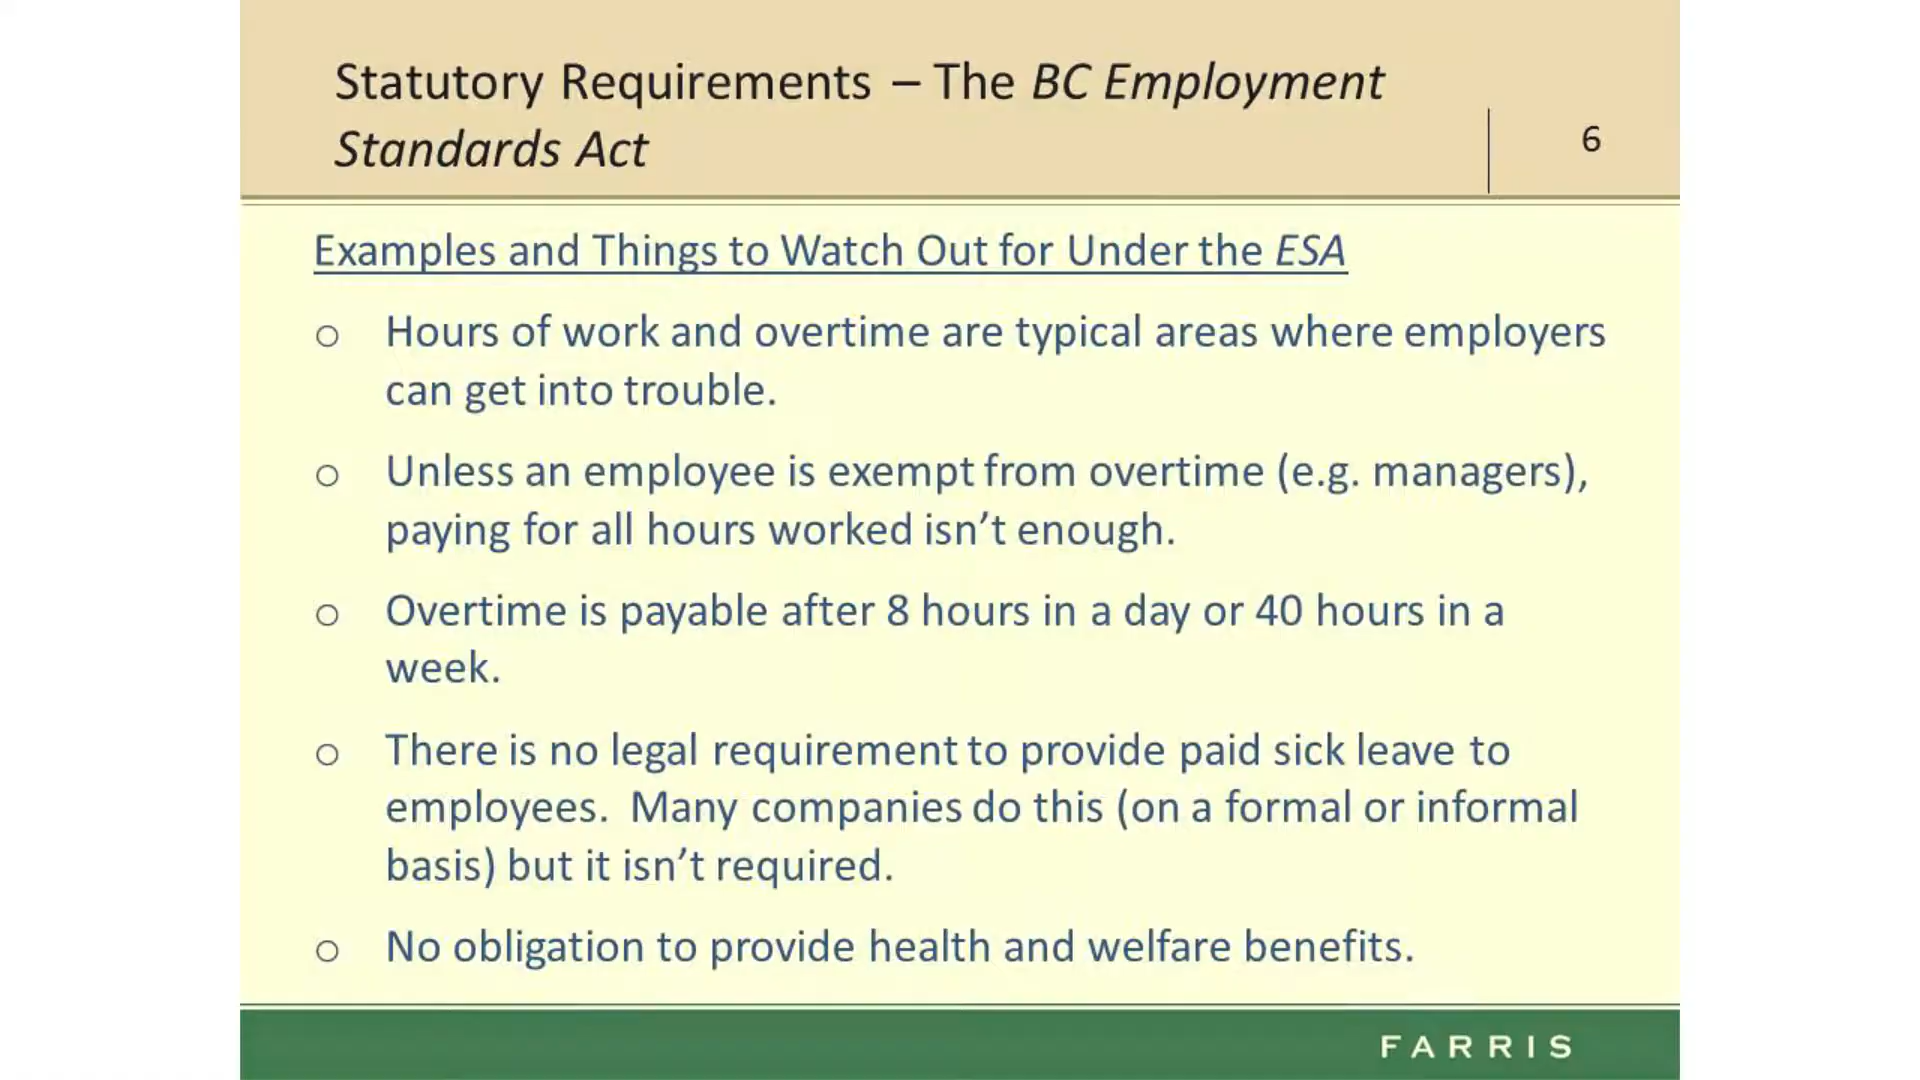 Statutory Requirements – The BC Employment
Standards Act
6
Examples and Things to Watch Out for Under the ESA
o Hours of work and overtime are typical areas where employers
can get into trouble.
o Unless an employee is exempt from overtime (e.g. managers),
paying for all hours worked isn’t enough.
o Overtime is payable after 8 hours in a day or 40 hours in a
week.
o There is no legal requirement to provide paid sick leave to
employees.  Many companies do this (on a formal or informal
basis) but it isn’t required.
o No obligation to provide health and welfare benefits.
FARRIS